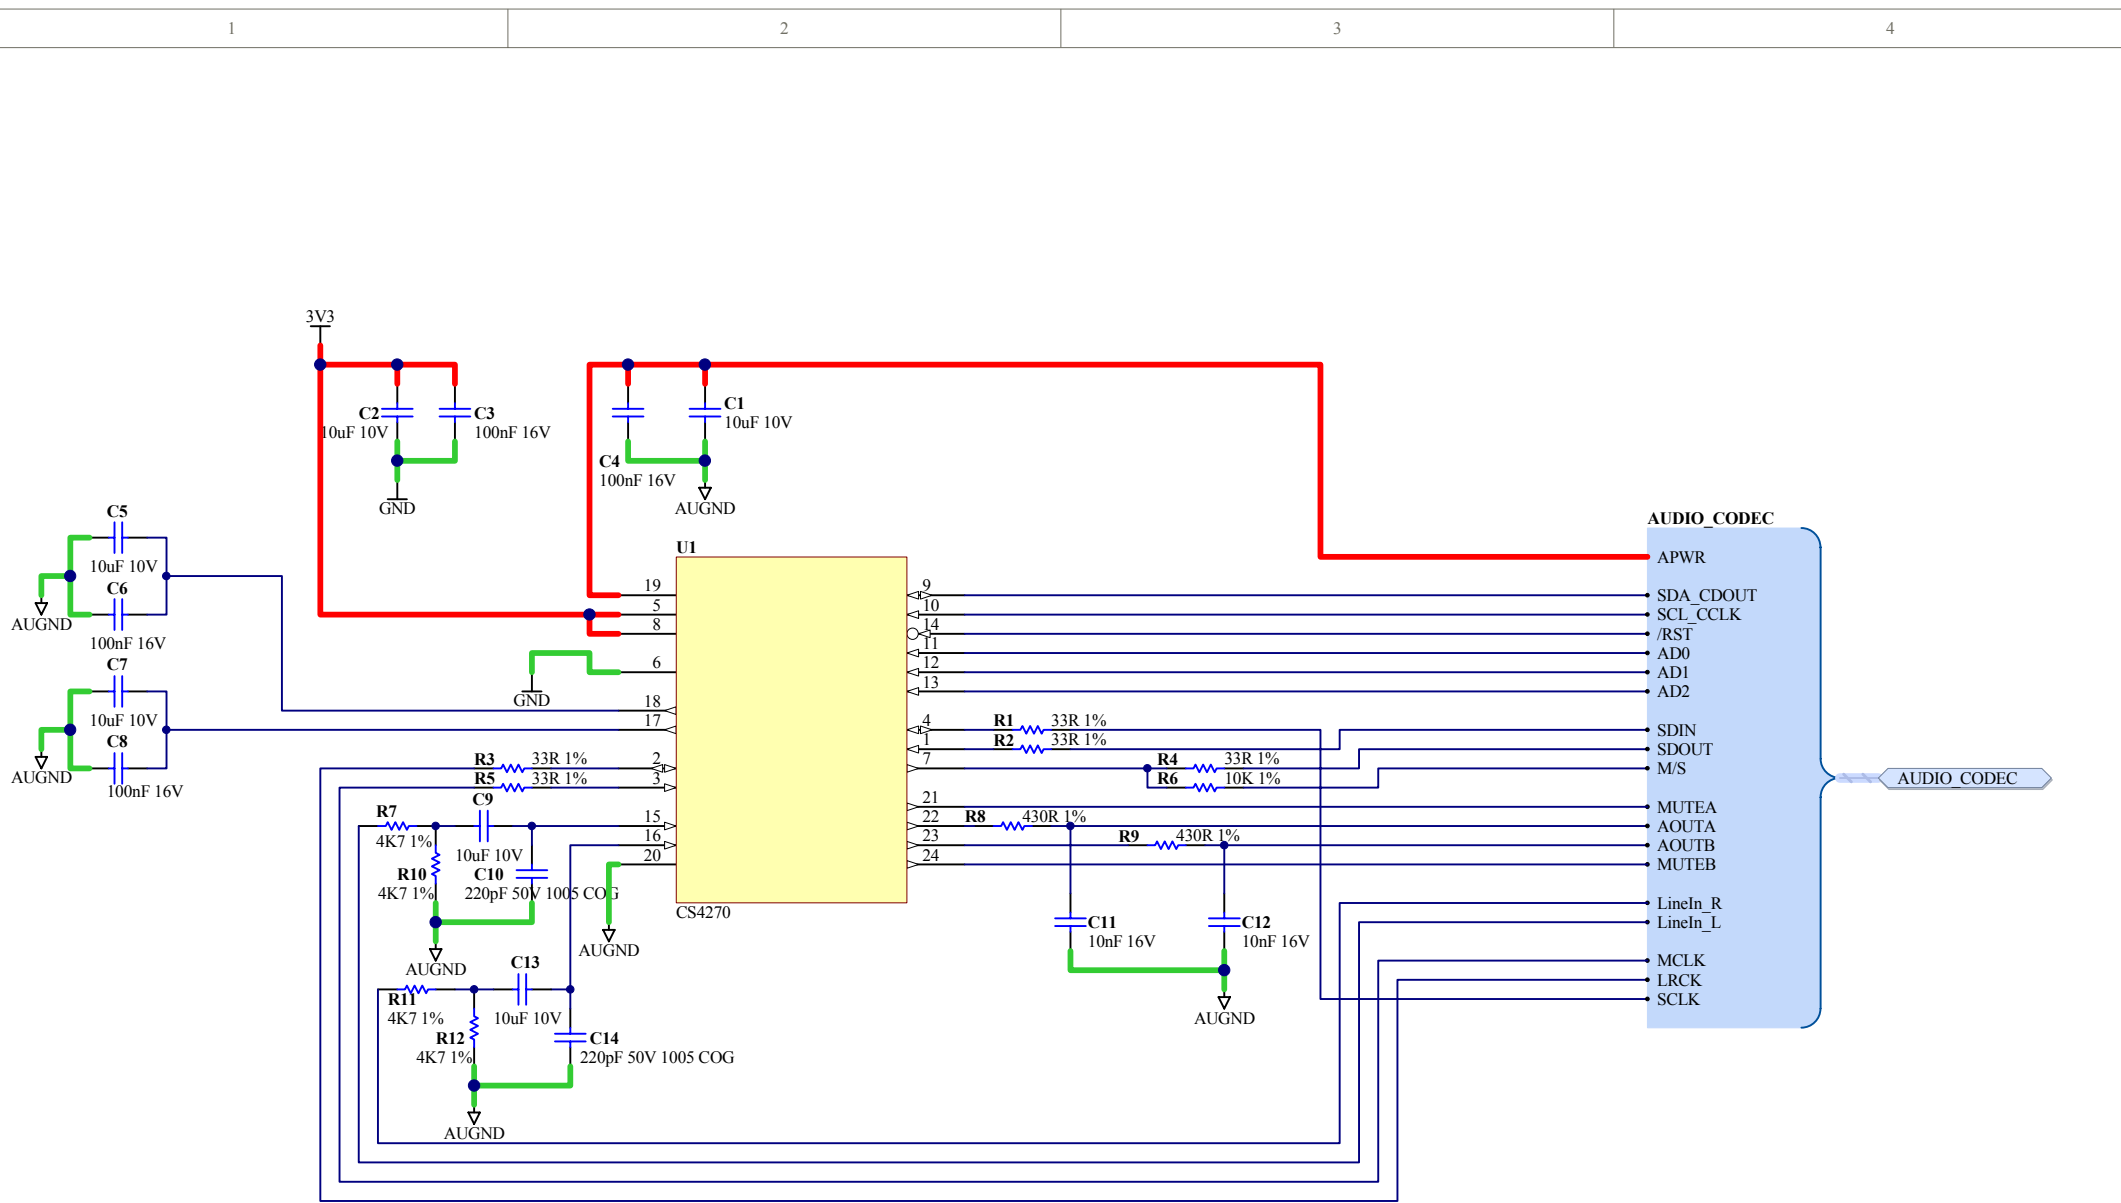 1 2 3 4
3V3
C2
10uF 10V
C3
100nF 16V
GND
C1
10uF 10V
C4
100nF 16V
AUGND
C5
10uF 10V
C6
100nF 16V
AUGND
C7
10uF 10V
C8
100nF 16V
AUGND
U1
19
5
8
6
GND
18
17
2
3
15
16
20
9
10
14
11
12
13
4
1
7
21
22
23
24
CS4270
R3 33R 1%
R5 33R 1%
R7
4K7 1%
C9
10uF 10V
R10
4K7 1%
C10
220pF 50V 1005 COG
AUGND
AUGND
C13
10uF 10V
R11
4K7 1%
R12
4K7 1%
C14
220pF 50V 1005 COG
AUGND
R1 33R 1%
R2 33R 1%
R4 33R 1%
R6 10K 1%
R8 430R 1%
R9 430R 1%
C11
10nF 16V
C12
10nF 16V
AUGND
AUDIO_CODEC
APWR
SDA_CDOUT
SCL_CCLK
/RST
AD0
AD1
AD2
SDIN
SDOUT
M/S
MUTEA
AOUTA
AOUTB
MUTEB
LineIn_R
LineIn_L
MCLK
LRCK
SCLK
AUDIO_CODEC